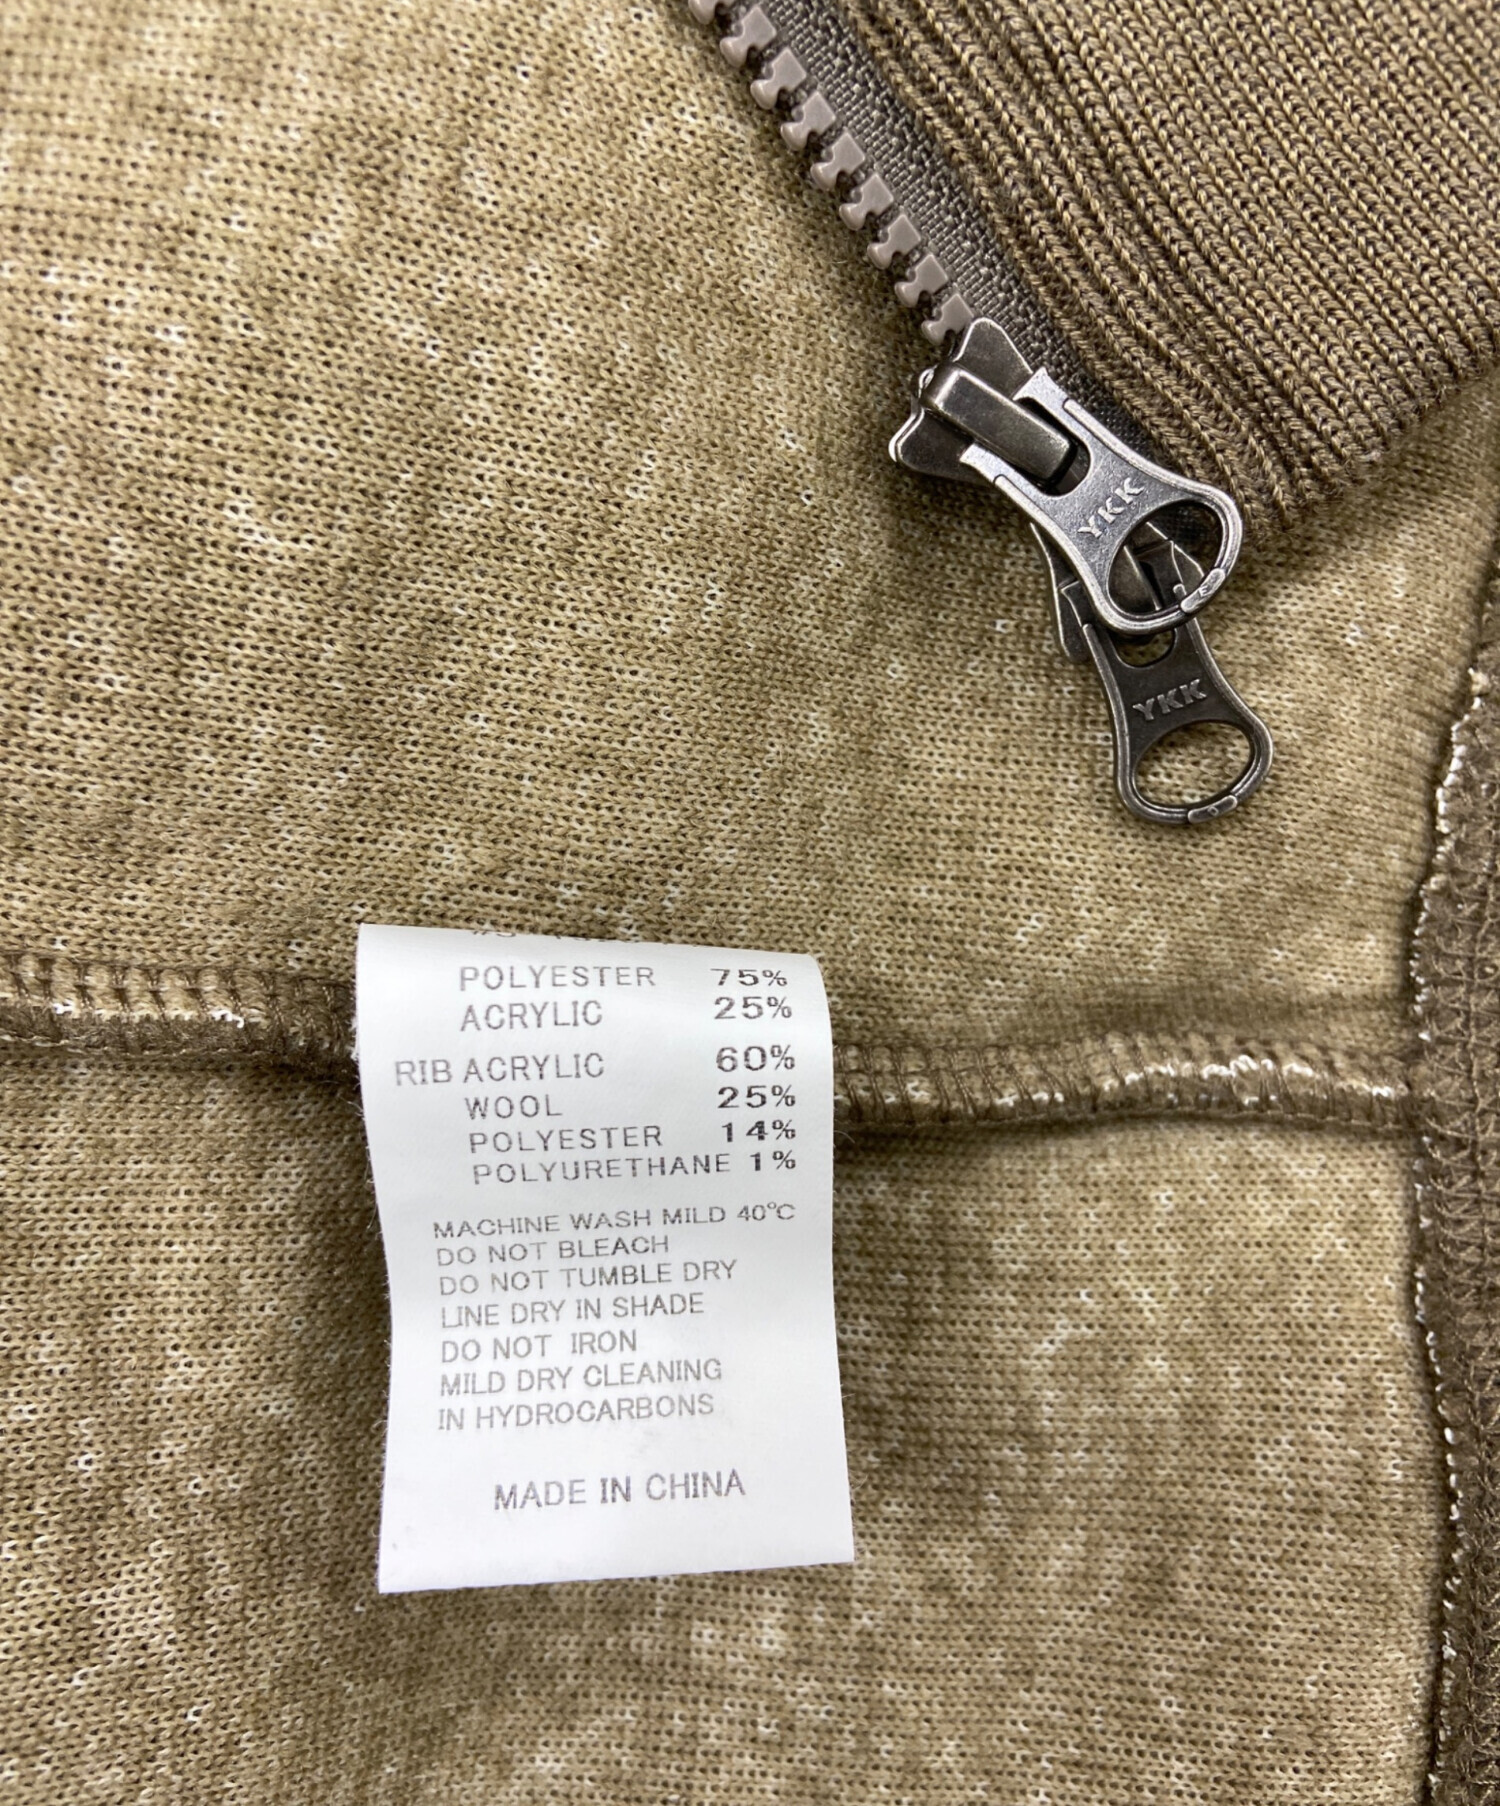 YKK
YKK
POLYESTER 75%
ACRYLIC 25%
RIB ACRYLIC 60%
WOOL 25%
POLYESTER 14%
POLYURETHANE 1%
MACHINE WASH MILD 40℃
DO NOT BLEACH
DO NOT TUMBLE DRY
LINE DRY IN SHADE
DO NOT IRON
MILD DRY CLEANING
IN HYDROCARBONS
MADE IN CHINA